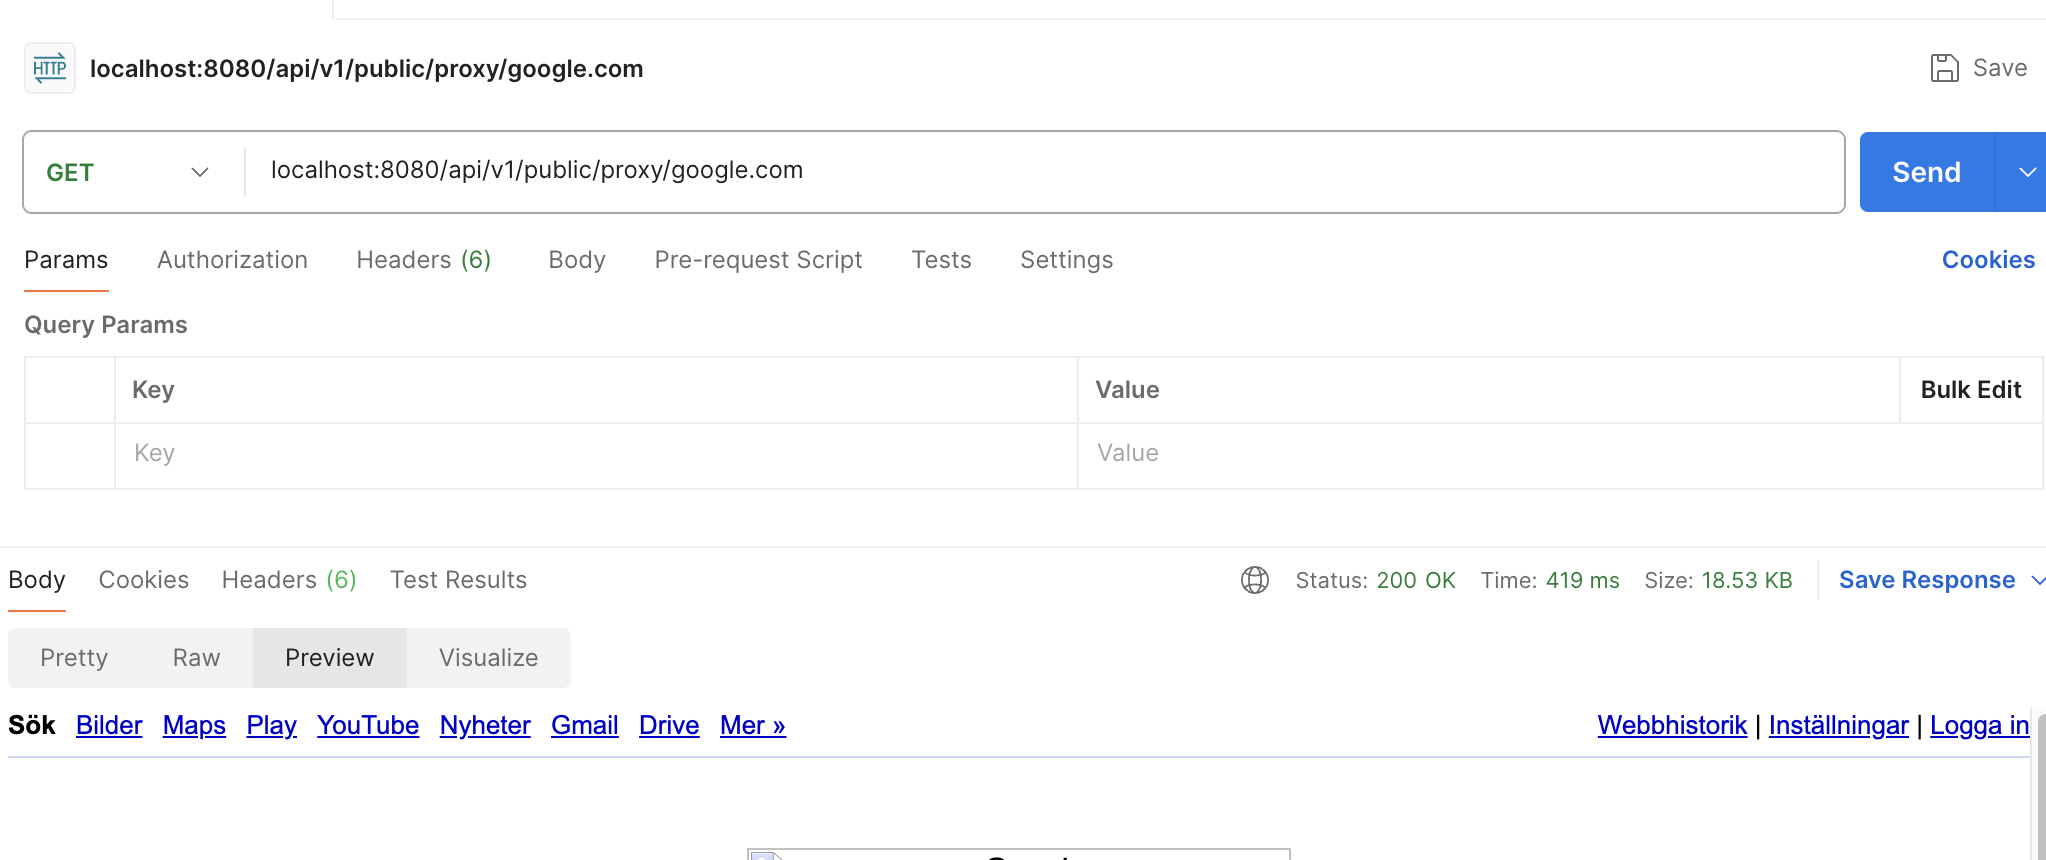 HTTP localhost:8080/api/v1/public/proxy/google.com Save
GET localhost:8080/api/v1/public/proxy/google.com Send
Params Authorization Headers (6) Body Pre-request Script Tests Settings Cookies
Query Params
Key Value Bulk Edit
Key Value
Body Cookies Headers (6) Test Results Status: 200 OK Time: 419 ms Size: 18.53 KB Save Response
Pretty Raw Preview Visualize
Sök Bilder Maps Play YouTube Nyheter Gmail Drive Mer » Webbhistorik | Inställningar | Logga in